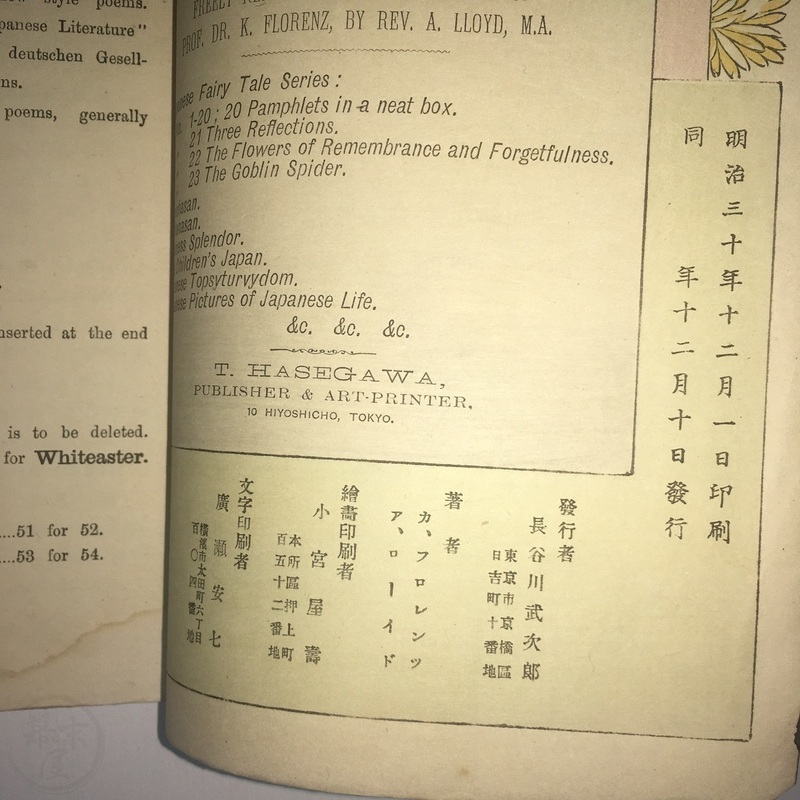 style poems.
Japanese Literature"
deutschen Gesell-
poems, generally
inserted at the end
is to be deleted.
for Whiteaster.
....51 for 52.
....53 for 54.
PROF. DR. K. FLORENZ, BY REV. A. LLOYD, M.A.
Fairy Tale Series :
1-20 ; 20 Pamphlets in a neat box.
21 Three Reflections.
22 The Flowers of Remembrance and Forgetfulness.
23 The Goblin Spider.
Splendor.
Children's Japan.
Topsyturvydom.
Pictures of Japanese Life.
&c. &c. &c.
T. HASEGAWA,
PUBLISHER & ART-PRINTER,
10 HIYOSHICHO, TOKYO.
明治三十年十二月一日印刷
同年十二月十日發行
發行者
長谷川武次郎
東京市京橋區
日吉町十番地
著者
カ、フロレンツ
ア、ロイド
繪畵印刷者
小宮屋壽
本所區押上町
百五十二番地
文字印刷者
廣瀬安七
橫濱市太田町六丁目
百〇四番地